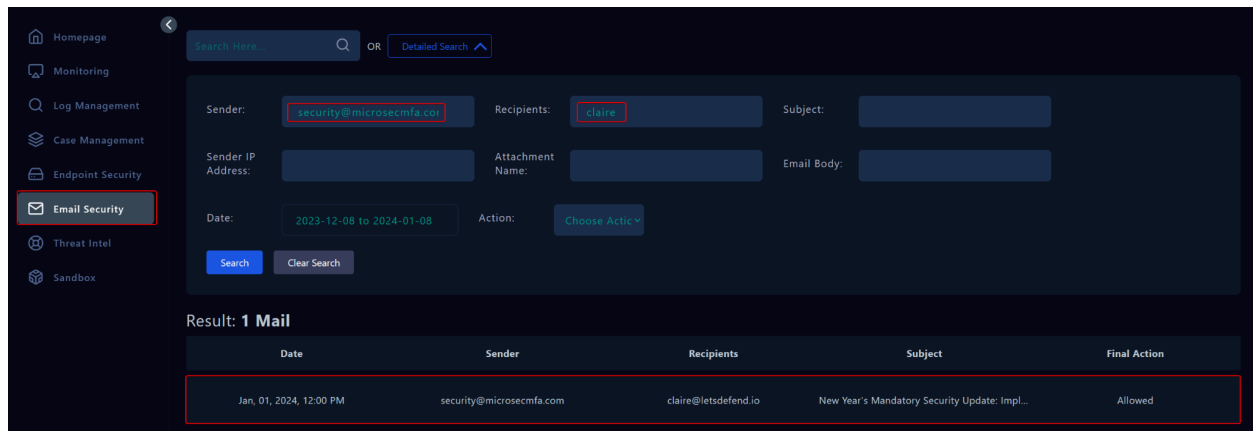 Homepage
Monitoring
Log Management
Case Management
Endpoint Security
Email Security
Threat Intel
Sandbox
Search Here... OR Detailed Search
Sender: security@microsecmfa.cor Recipients: claire Subject:
Sender IP Address: Attachment Name: Email Body:
Date: 2023-12-08 to 2024-01-08 Action: Choose Actic
Search Clear Search
Result: 1 Mail
Date Sender Recipients Subject Final Action
Jan, 01, 2024, 12:00 PM security@microsecmfa.com claire@letsdefend.io New Year's Mandatory Security Update: Impl... Allowed